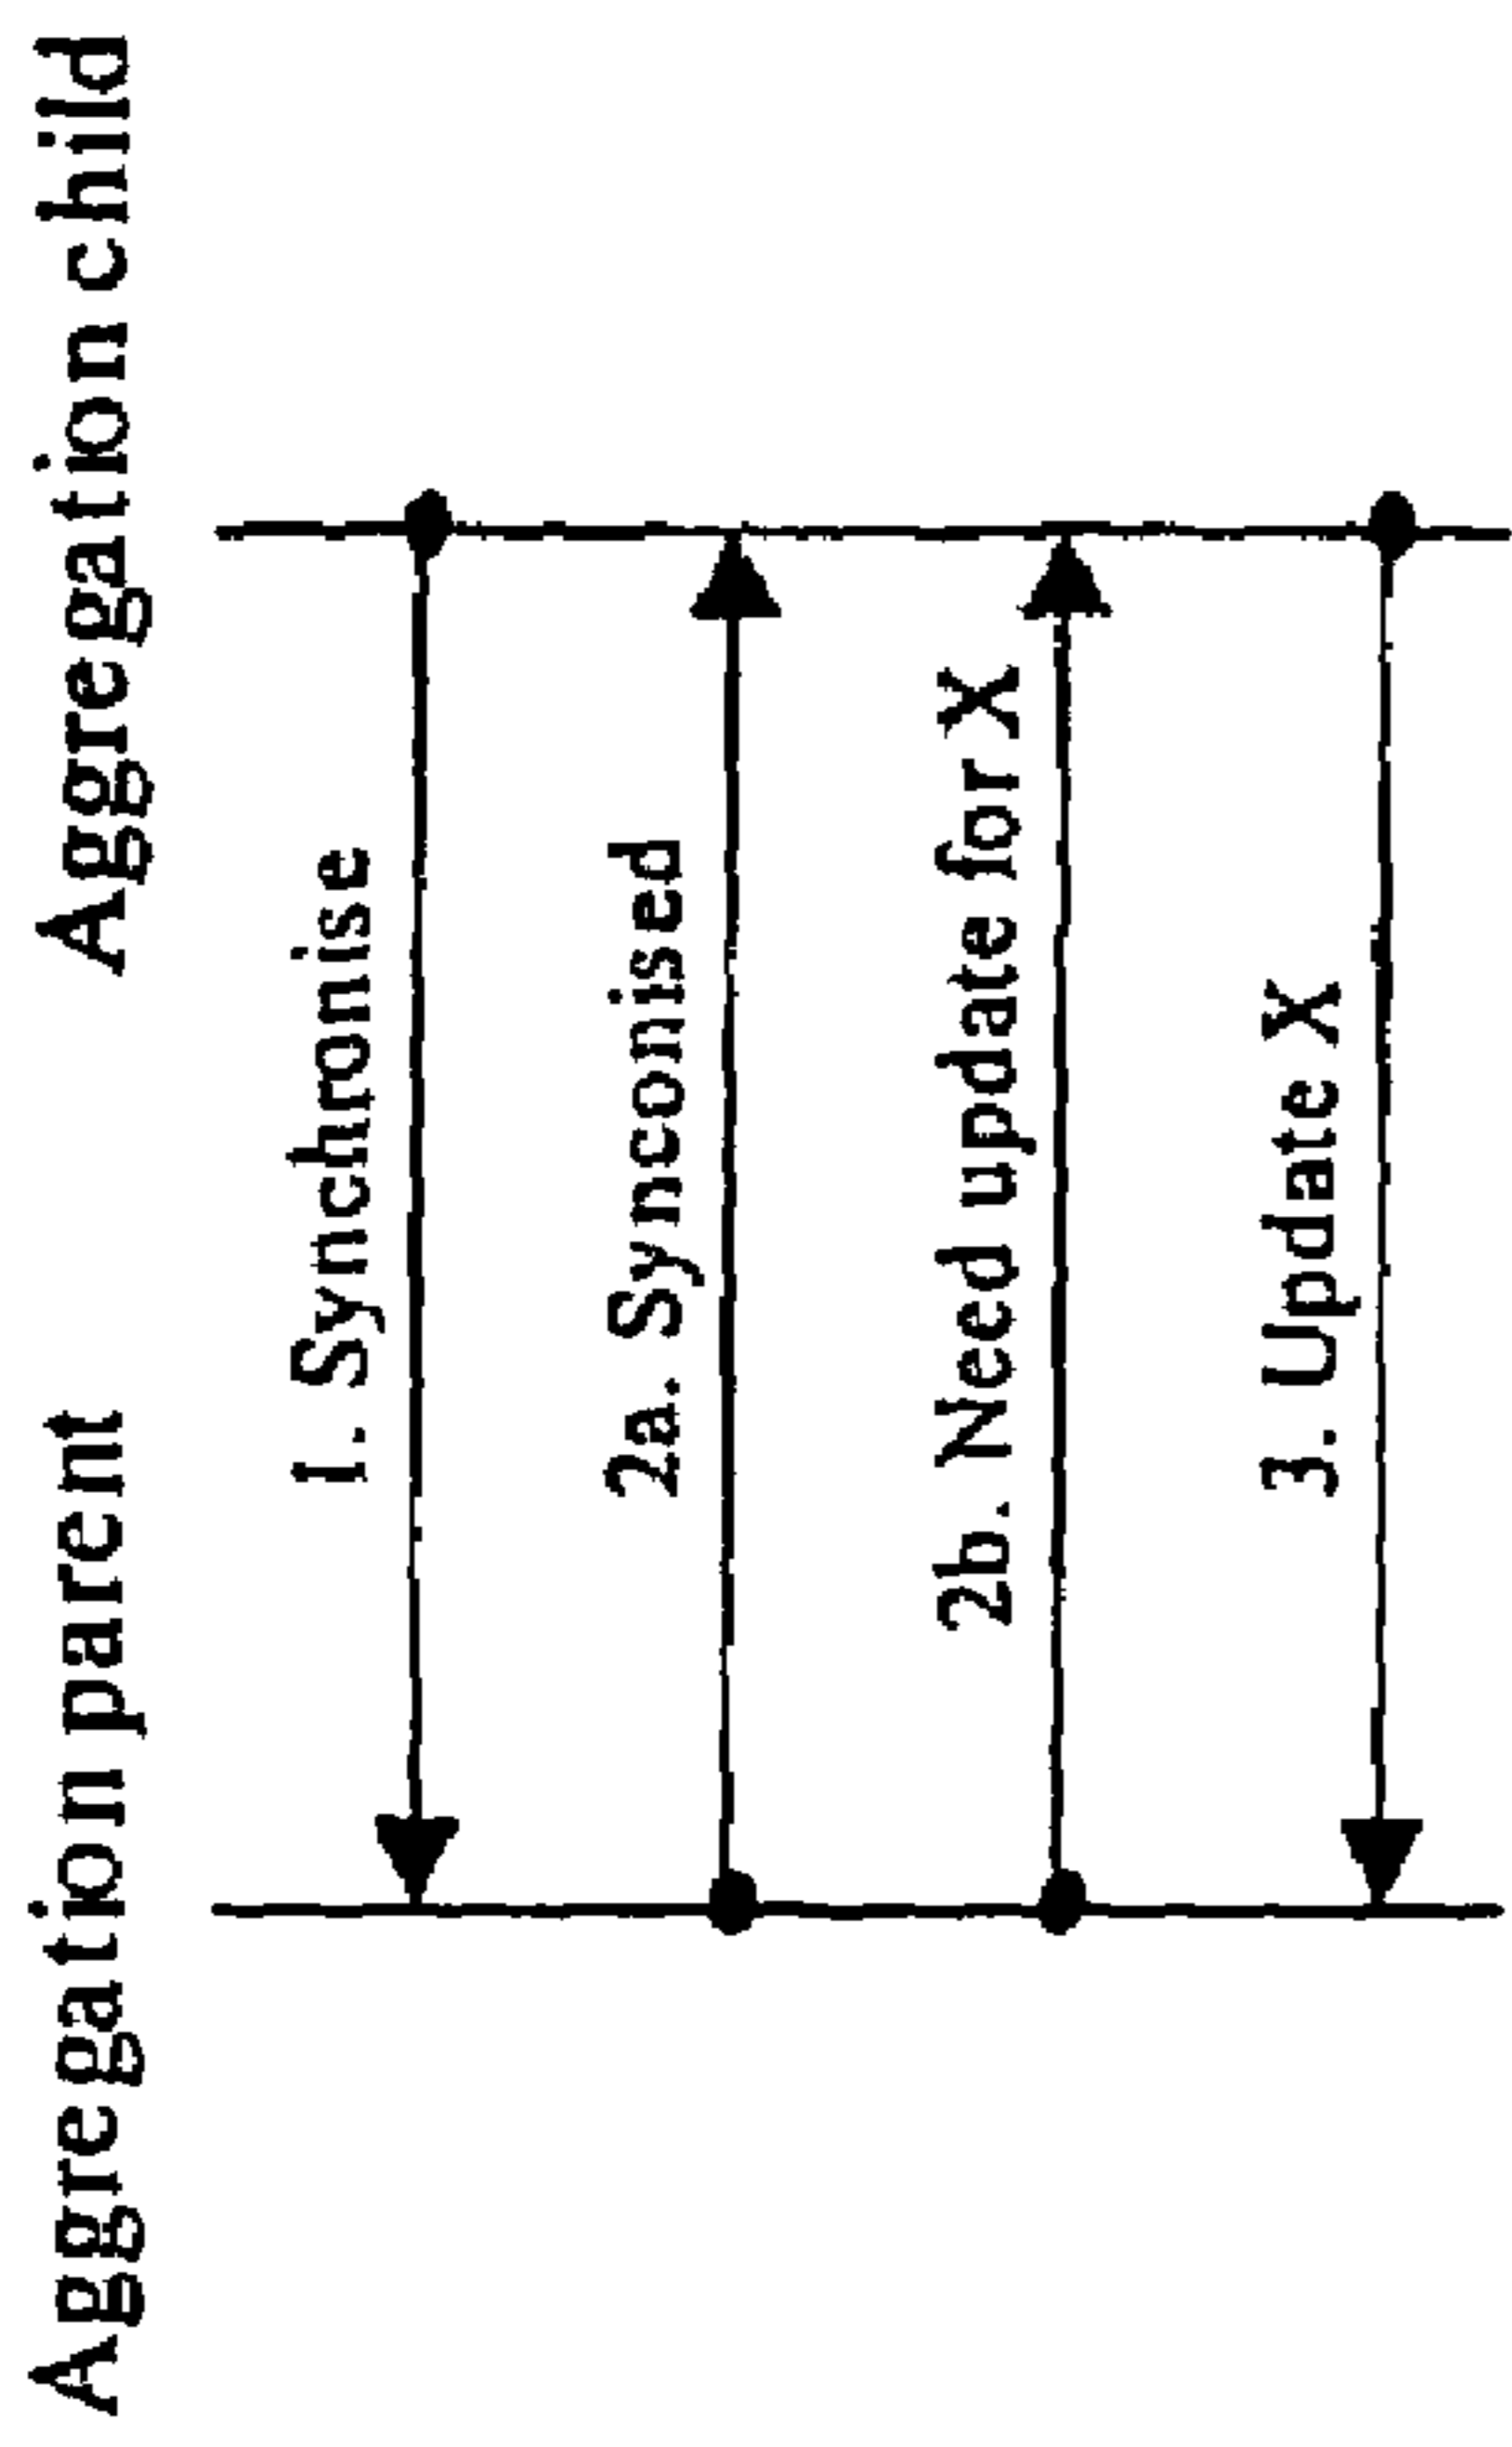 Aggregation parent
Aggregation child
1. Synchronise
2a. Synconised
2b. Need update for X
3. Update X